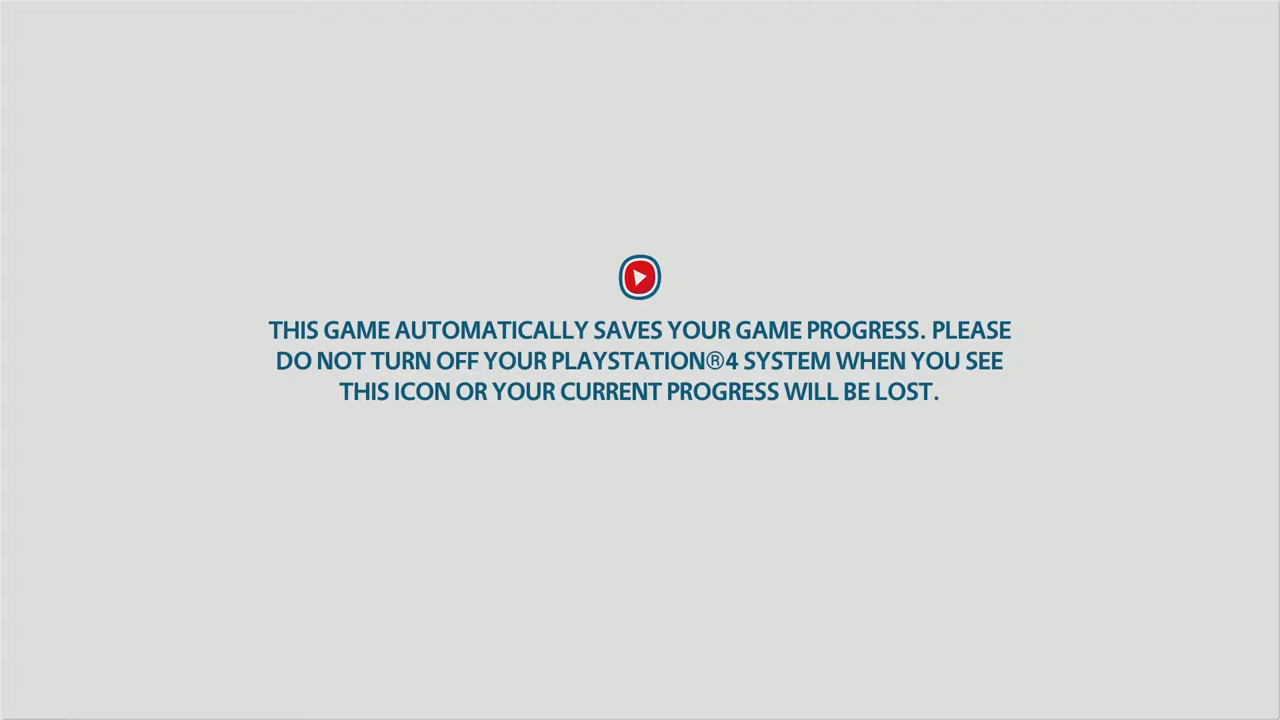 THIS GAME AUTOMATICALLY SAVES YOUR GAME PROGRESS. PLEASE
DO NOT TURN OFF YOUR PLAYSTATION®4 SYSTEM WHEN YOU SEE
THIS ICON OR YOUR CURRENT PROGRESS WILL BE LOST.